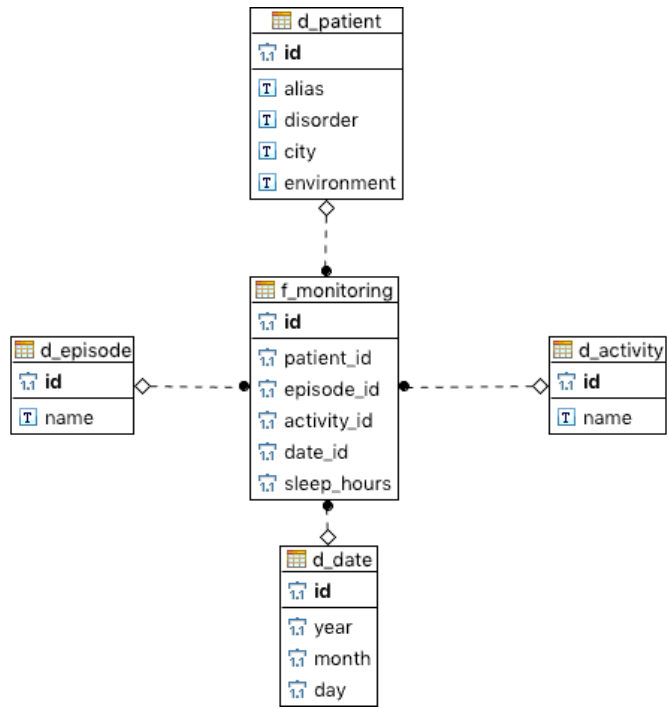 d_patient
id
alias
disorder
city
environment
f_monitoring
id
patient_id
episode_id
activity_id
date_id
sleep_hours
d_episode
id
name
d_activity
id
name
d_date
id
year
month
day